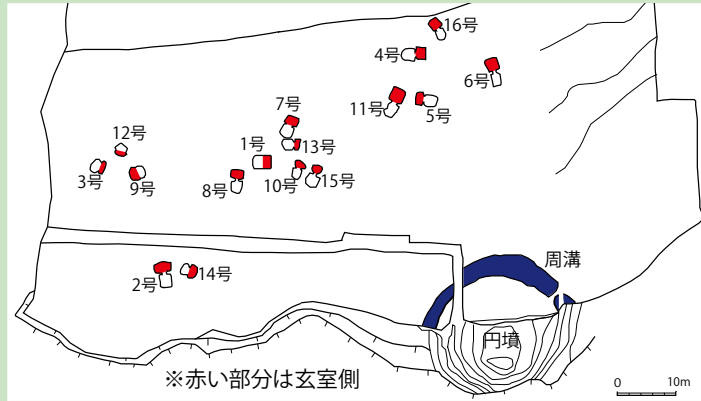 16号
4号
6号
7号
11号
5号
12号
1号
13号
3号
9号
8号
10号
15号
周溝
2号
14号
円墳
※赤い部分は玄室側
0 10m